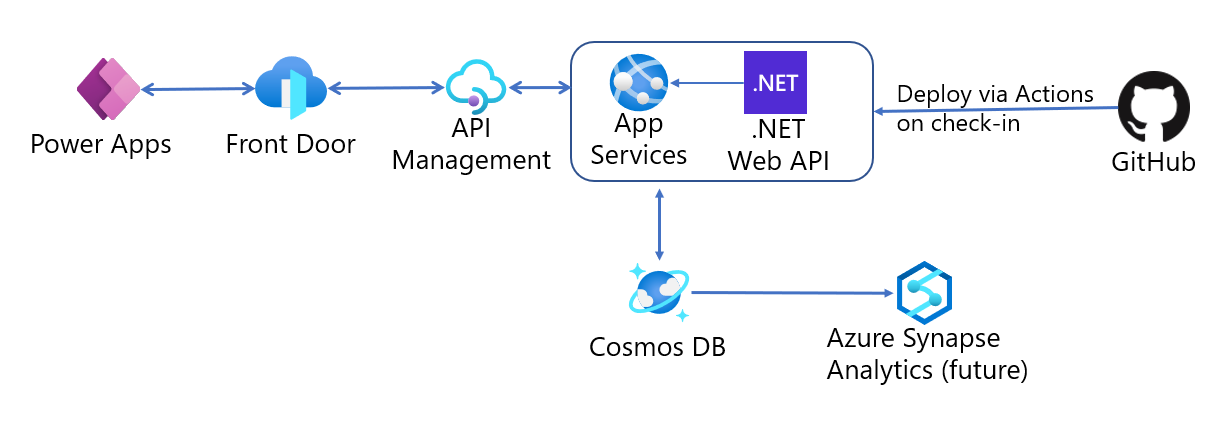 Power Apps
Front Door
API
Management
App
Services
.NET
.NET
Web API
Deploy via Actions
on check-in
GitHub
Cosmos DB
Azure Synapse
Analytics (future)